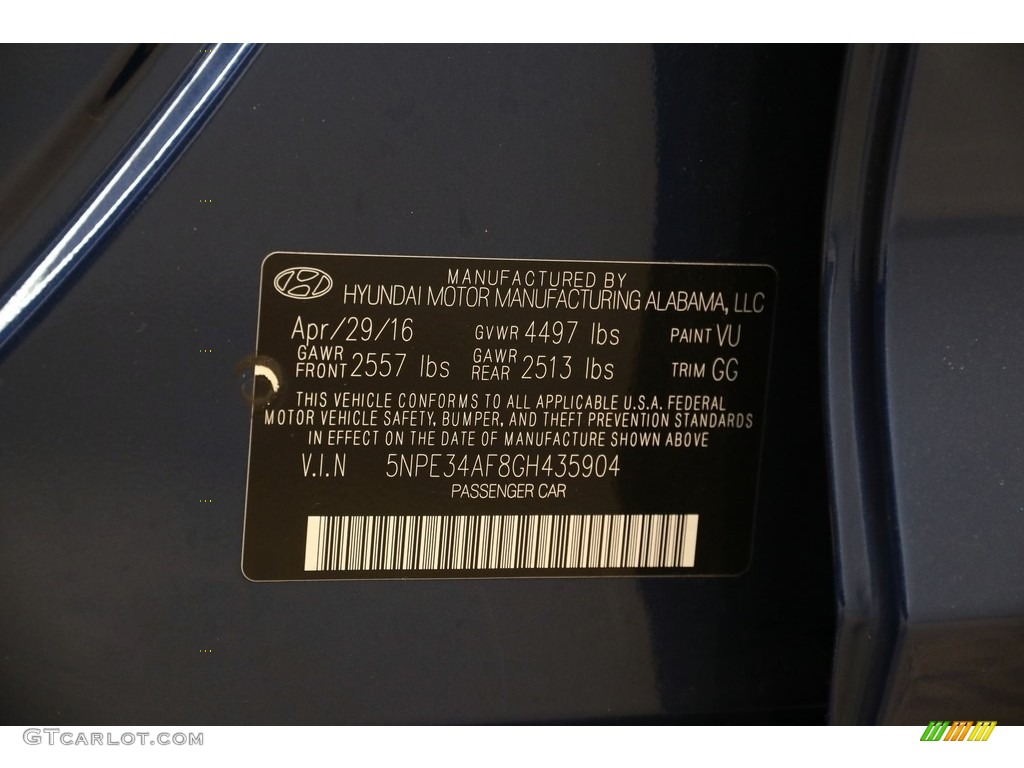 MANUFACTURED BY
HYUNDAI MOTOR MANUFACTURING ALABAMA, LLC
Apr/29/16 GVWR 4497 lbs PAINT VU
GAWR FRONT 2557 lbs GAWR REAR 2513 lbs TRIM GG
THIS VEHICLE CONFORMS TO ALL APPLICABLE U.S.A. FEDERAL
MOTOR VEHICLE SAFETY, BUMPER, AND THEFT PREVENTION STANDARDS
IN EFFECT ON THE DATE OF MANUFACTURE SHOWN ABOVE
V.I.N 5NPE34AF8GH435904
PASSENGER CAR
GTCarLot.com